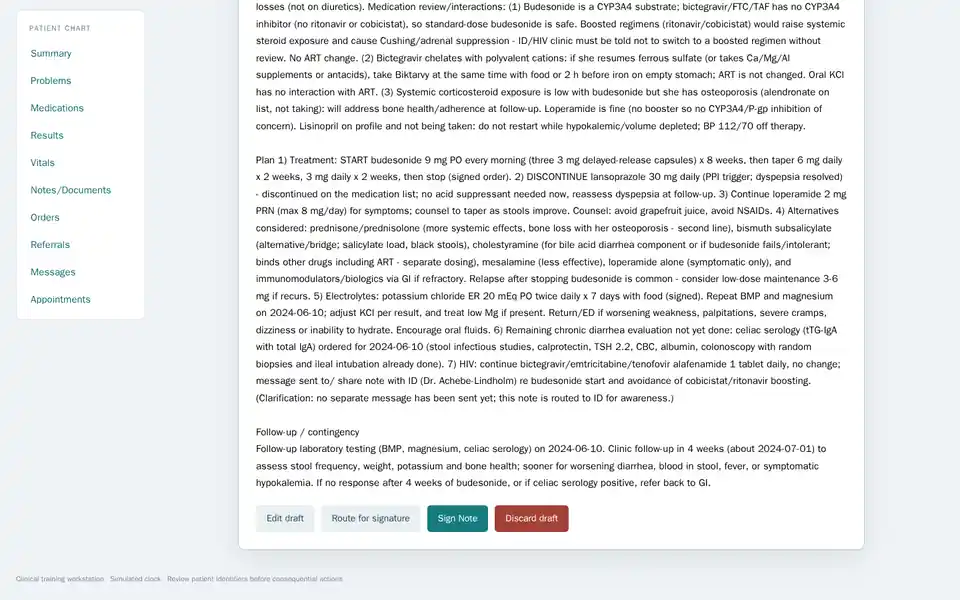 PATIENT CHART
Summary
Problems
Medications
Results
Vitals
Notes/Documents
Orders
Referrals
Messages
Appointments
losses (not on diuretics). Medication review/interactions: (1) Budesonide is a CYP3A4 substrate; bictegravir/FTC/TAF has no CYP3A4
inhibitor (no ritonavir or cobicistat), so standard-dose budesonide is safe. Boosted regimens (ritonavir/cobicistat) would raise systemic
steroid exposure and cause Cushing/adrenal suppression - ID/HIV clinic must be told not to switch to a boosted regimen without
review. No ART change. (2) Bictegravir chelates with polyvalent cations: if she resumes ferrous sulfate (or takes Ca/Mg/Al
supplements or antacids), take Biktarvy at the same time with food or 2 h before iron on empty stomach; ART is not changed. Oral KCl
has no interaction with ART. (3) Systemic corticosteroid exposure is low with budesonide but she has osteoporosis (alendronate on
list, not taking): will address bone health/adherence at follow-up. Loperamide is fine (no booster so no CYP3A4/P-gp inhibition of
concern). Lisinopril on profile and not being taken: do not restart while hypokalemic/volume depleted; BP 112/70 off therapy.
Plan 1) Treatment: START budesonide 9 mg PO every morning (three 3 mg delayed-release capsules) x 8 weeks, then taper 6 mg daily
x 2 weeks, 3 mg daily x 2 weeks, then stop (signed order). 2) DISCONTINUE lansoprazole 30 mg daily (PPI trigger; dyspepsia resolved)
- discontinued on the medication list; no acid suppressant needed now, reassess dyspepsia at follow-up. 3) Continue loperamide 2 mg
PRN (max 8 mg/day) for symptoms; counsel to taper as stools improve. Counsel: avoid grapefruit juice, avoid NSAIDs. 4) Alternatives
considered: prednisone/prednisolone (more systemic effects, bone loss with her osteoporosis - second line), bismuth subsalicylate
(alternative/bridge; salicylate load, black stools), cholestyramine (for bile acid diarrhea component or if budesonide fails/intolerant;
binds other drugs including ART - separate dosing), mesalamine (less effective), loperamide alone (symptomatic only), and
immunomodulators/biologics via GI if refractory. Relapse after stopping budesonide is common - consider low-dose maintenance 3-6
mg if recurs. 5) Electrolytes: potassium chloride ER 20 mEq PO twice daily x 7 days with food (signed). Repeat BMP and magnesium
on 2024-06-10; adjust KCl per result, and treat low Mg if present. Return/ED if worsening weakness, palpitations, severe cramps,
dizziness or inability to hydrate. Encourage oral fluids. 6) Remaining chronic diarrhea evaluation not yet done: celiac serology (tTG-IgA
with total IgA) ordered for 2024-06-10 (stool infectious studies, calprotectin, TSH 2.2, CBC, albumin, colonoscopy with random
biopsies and ileal intubation already done). 7) HIV: continue bictegravir/emtricitabine/tenofovir alafenamide 1 tablet daily, no change;
message sent to/ share note with ID (Dr. Achebe-Lindholm) re budesonide start and avoidance of cobicistat/ritonavir boosting.
(Clarification: no separate message has been sent yet; this note is routed to ID for awareness.)
Follow-up / contingency
Follow-up laboratory testing (BMP, magnesium, celiac serology) on 2024-06-10. Clinic follow-up in 4 weeks (about 2024-07-01) to
assess stool frequency, weight, potassium and bone health; sooner for worsening diarrhea, blood in stool, fever, or symptomatic
hypokalemia. If no response after 4 weeks of budesonide, or if celiac serology positive, refer back to GI.
Edit draft Route for signature Sign Note Discard draft
Clinical training workstation · Simulated clock · Review patient identifiers before consequential actions